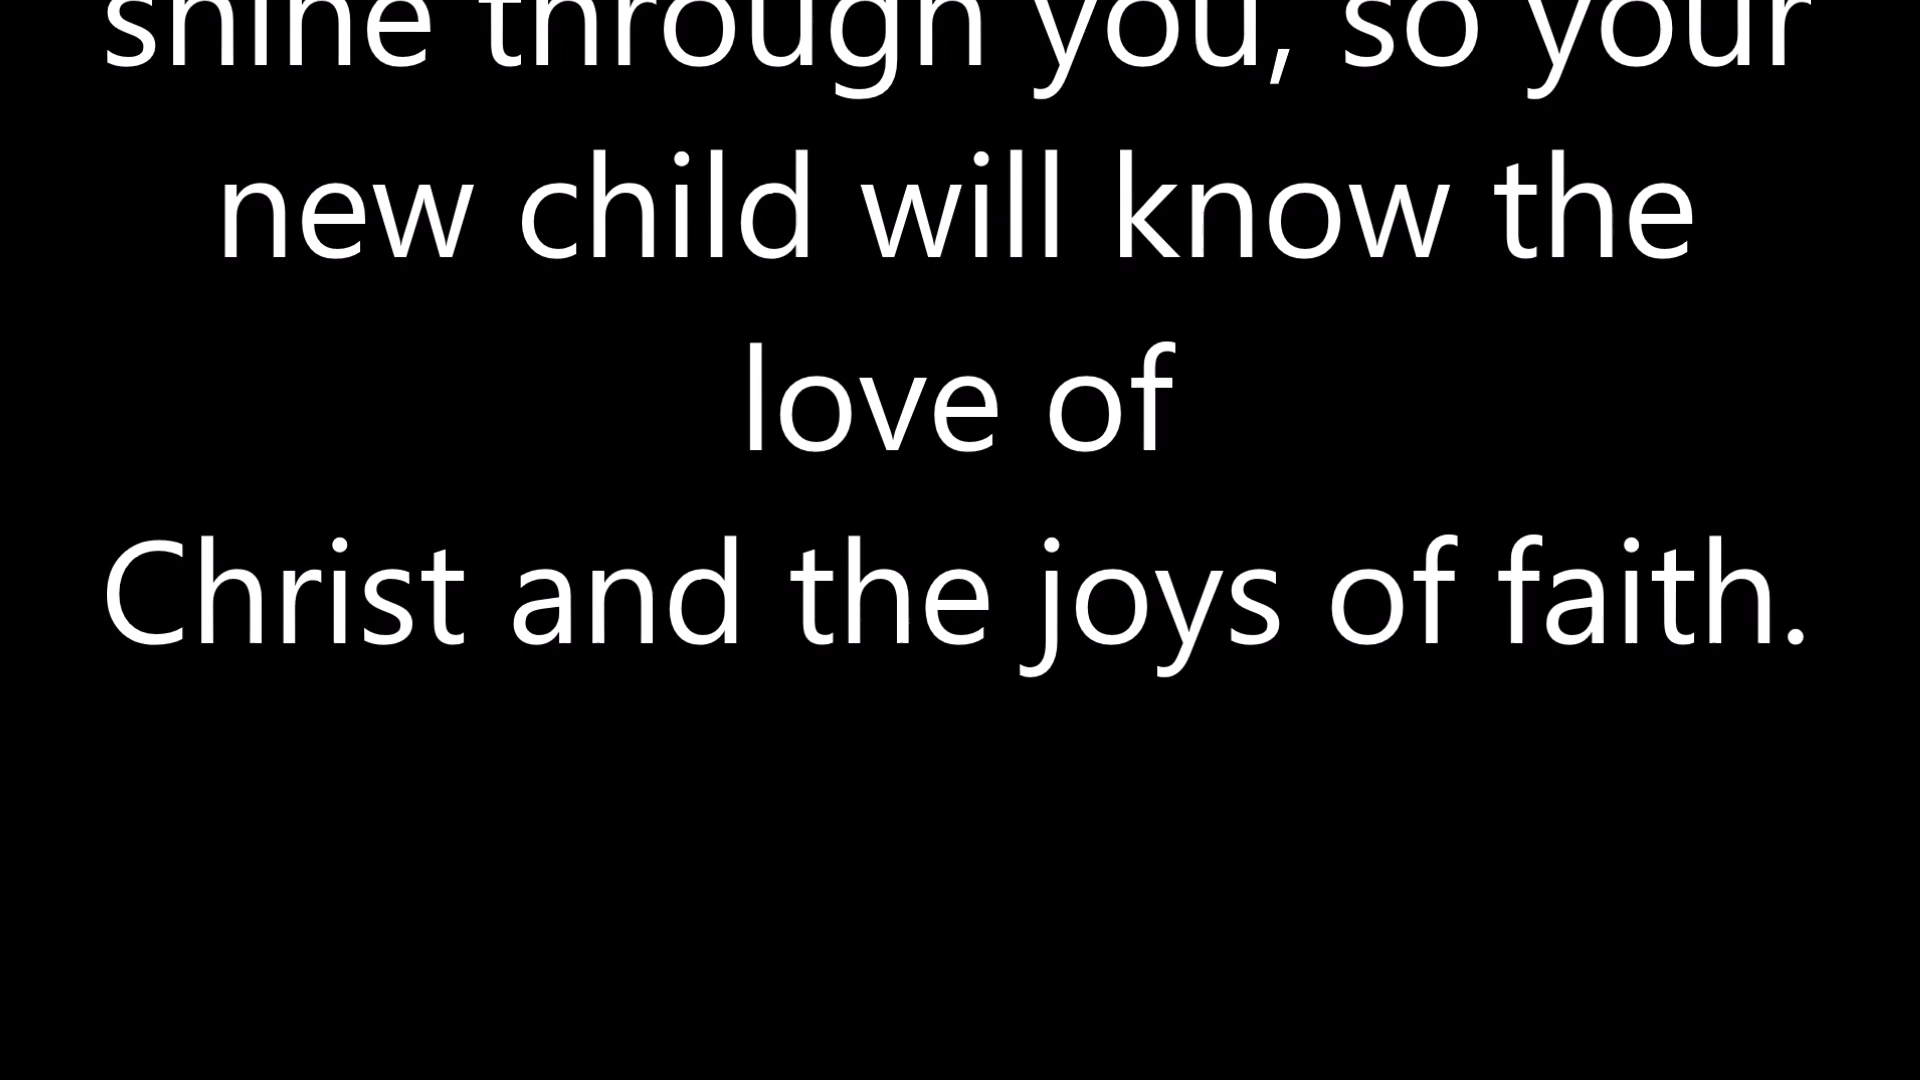 shine through you, so your
new child will know the
love of
Christ and the joys of faith.